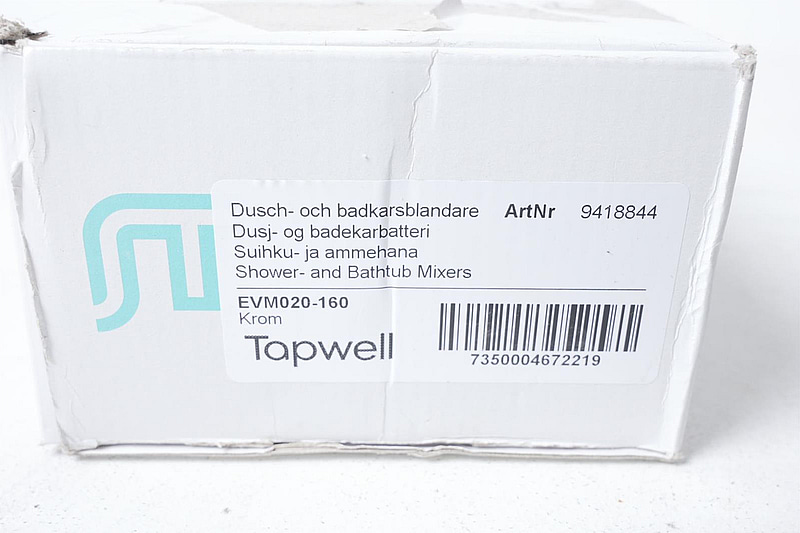 Dusch- och badkarsblandare ArtNr 9418844
Dusj- og badekarbatteri
Suihku- ja ammehana
Shower- and Bathtub Mixers
EVM020-160
Krom
Tapwell
7350004672219